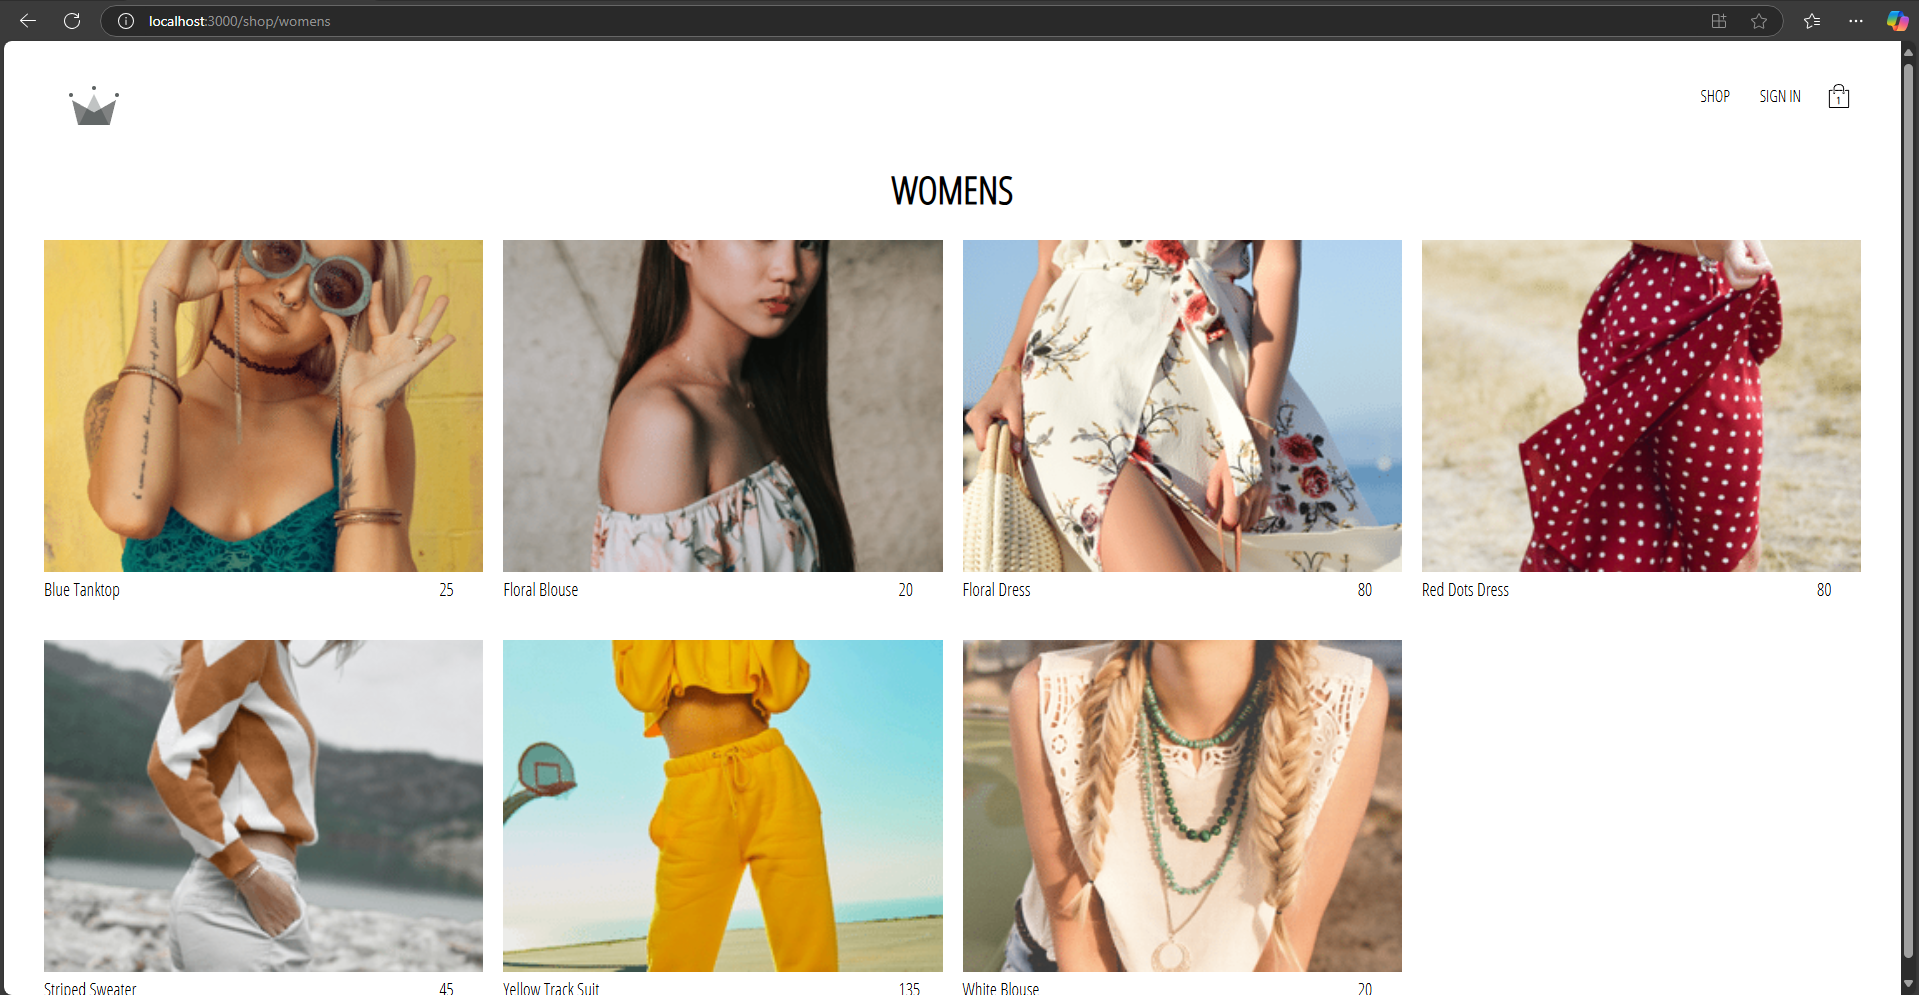 localhost:3000/shop/womens
SHOP SIGN IN 1
WOMENS
Blue Tanktop 25
Floral Blouse 20
Floral Dress 80
Red Dots Dress 80
Striped Sweater 45
Yellow Track Suit 135
White Blouse 20